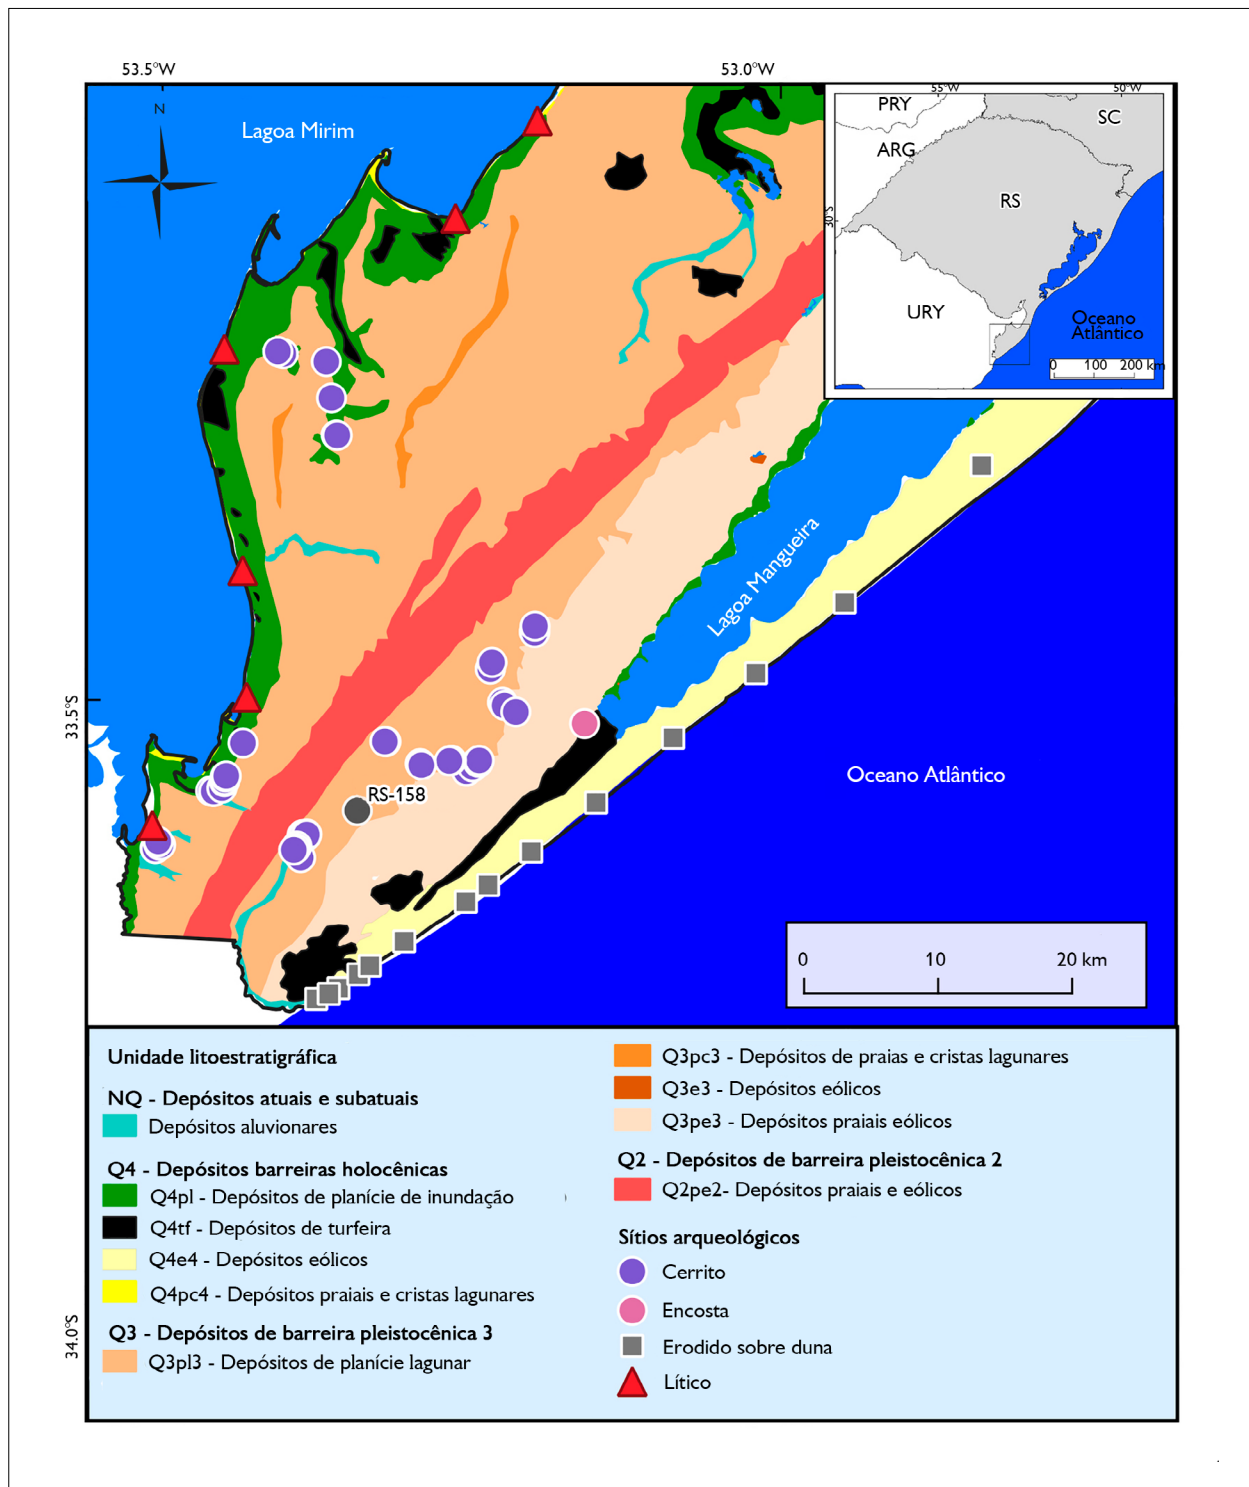 53.5°W
53.0°W
N
Lagoa Mirim
55°W
50°W
PRY
SC
ARG
RS
30°S
URY
Oceano
Atlântico
0 100 200 km
Lagoa Mangueira
33.5°S
Oceano Atlântico
RS-158
0 10 20 km
Unidade litoestratigráfica
NQ - Depósitos atuais e subatuais
Depósitos aluvionares
Q4 - Depósitos barreiras holocênicas
Q4pl - Depósitos de planície de inundação
Q4tf - Depósitos de turfeira
Q4e4 - Depósitos eólicos
Q4pc4 - Depósitos praiais e cristas lagunares
Q3 - Depósitos de barreira pleistocênica 3
Q3pl3 - Depósitos de planície lagunar
34.0°S
Q3pc3 - Depósitos de praias e cristas lagunares
Q3e3 - Depósitos eólicos
Q3pe3 - Depósitos praiais eólicos
Q2 - Depósitos de barreira pleistocênica 2
Q2pe2- Depósitos praiais e eólicos
Sítios arqueológicos
Cerrito
Encosta
Erodido sobre duna
Lítico